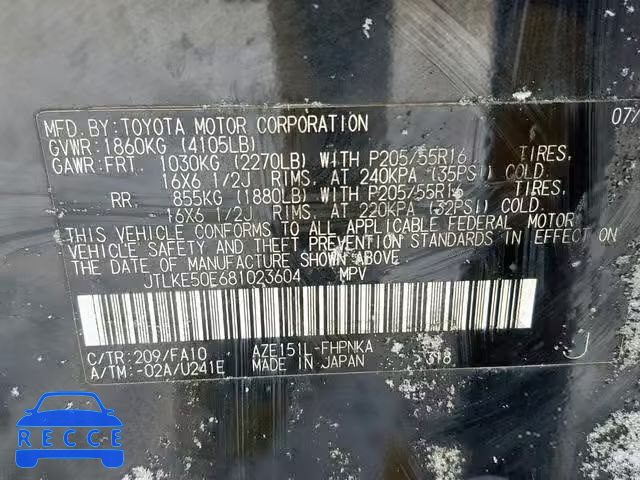 MFD. BY: TOYOTA MOTOR CORPORATION 07/
GVWR: 1860KG (4105LB)
GAWR: FRT. 1030KG (2270LB) WITH P205/55R16 TIRES,
16X6 1/2J RIMS, AT 240KPA (35PSI) COLD.
RR. 855KG (1880LB) WITH P205/55R16 TIRES,
16X6 1/2J RIMS, AT 220KPA (32PSI) COLD.
THIS VEHICLE CONFORMS TO ALL APPLICABLE FEDERAL MOTOR
VEHICLE SAFETY AND THEFT PREVENTION STANDARDS IN EFFECT ON
THE DATE OF MANUFACTURE SHOWN ABOVE.
JTLKE50E681023604 MPV
C/TR: 209/FA10 AZE151L-FHPNKA
A/TM: -02A/U241E MADE IN JAPAN 318 J
RECCE